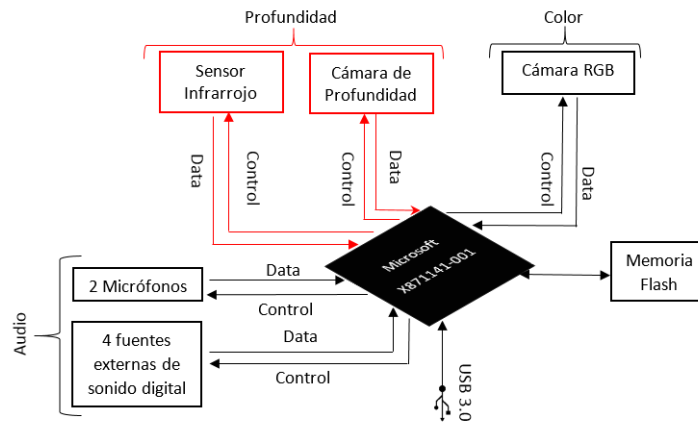 Profundidad
Color
Sensor
Infrarrojo
Cámara de
Profundidad
Cámara RGB
Data
Control
Control
Data
Control
Data
Microsoft
X871141-001
Memoria
Flash
Audio
2 Micrófonos
Data
Control
4 fuentes
externas de
sonido digital
Data
Control
USB 3.0